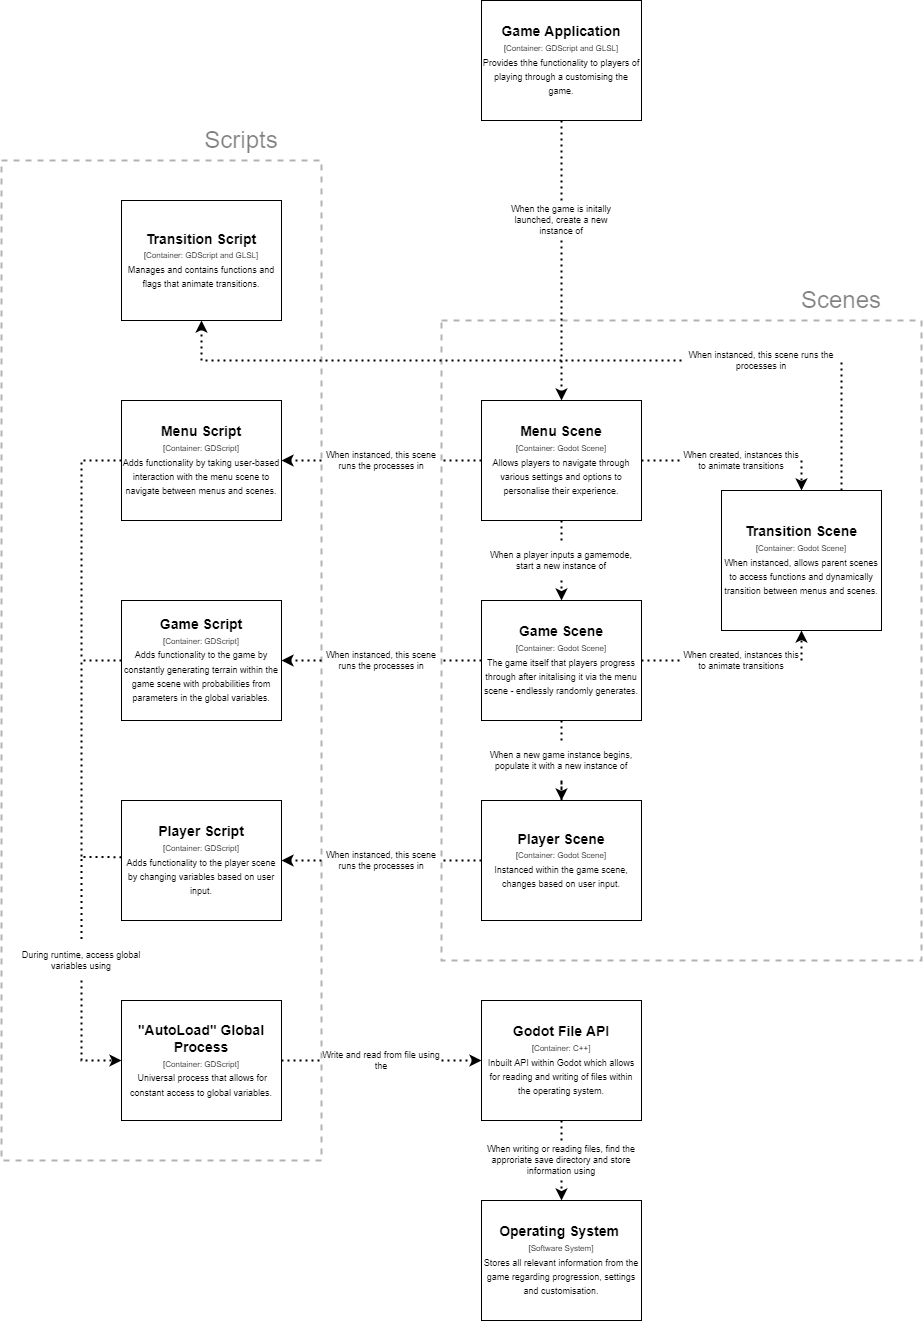 Game Application
[Container: GDScript and GLSL]
Provides thhe functionality to players of
playing through a customising the
game.
Scripts
When the game is initally
launched, create a new
instance of
Transition Script
[Container: GDScript and GLSL]
Manages and contains functions and
flags that animate transitions.
Scenes
When instanced, this scene runs the
processes in
Menu Script
[Container: GDScript]
Adds functionality by taking user-based
interaction with the menu scene to
navigate between menus and scenes.
When instanced, this scene
runs the processes in
Menu Scene
[Container: Godot Scene]
Allows players to navigate through
various settings and options to
personalise their experience.
When created, instances this
to animate transitions
Transition Scene
[Container: Godot Scene]
When instanced, allows parent scenes
to access functions and dynamically
transition between menus and scenes.
When a player inputs a gamemode,
start a new instance of
Game Script
[Container: GDScript]
Adds functionality to the game by
constantly generating terrain within the
game scene with probabilities from
parameters in the global variables.
When instanced, this scene
runs the processes in
Game Scene
[Container: Godot Scene]
The game itself that players progress
through after initalising it via the menu
scene - endlessly randomly generates.
When created, instances this
to animate transitions
When a new game instance begins,
populate it with a new instance of
Player Script
[Container: GDScript]
Adds functionality to the player scene
by changing variables based on user
input.
When instanced, this scene
runs the processes in
Player Scene
[Container: Godot Scene]
Instanced within the game scene,
changes based on user input.
During runtime, access global
variables using
"AutoLoad" Global
Process
[Container: GDScript]
Universal process that allows for
constant access to global variables.
Write and read from file using
the
Godot File API
[Container: C++]
Inbuilt API within Godot which allows
for reading and writing of files within
the operating system.
When writing or reading files, find the
approriate save directory and store
information using
Operating System
[Software System]
Stores all relevant information from the
game regarding progression, settings
and customisation.